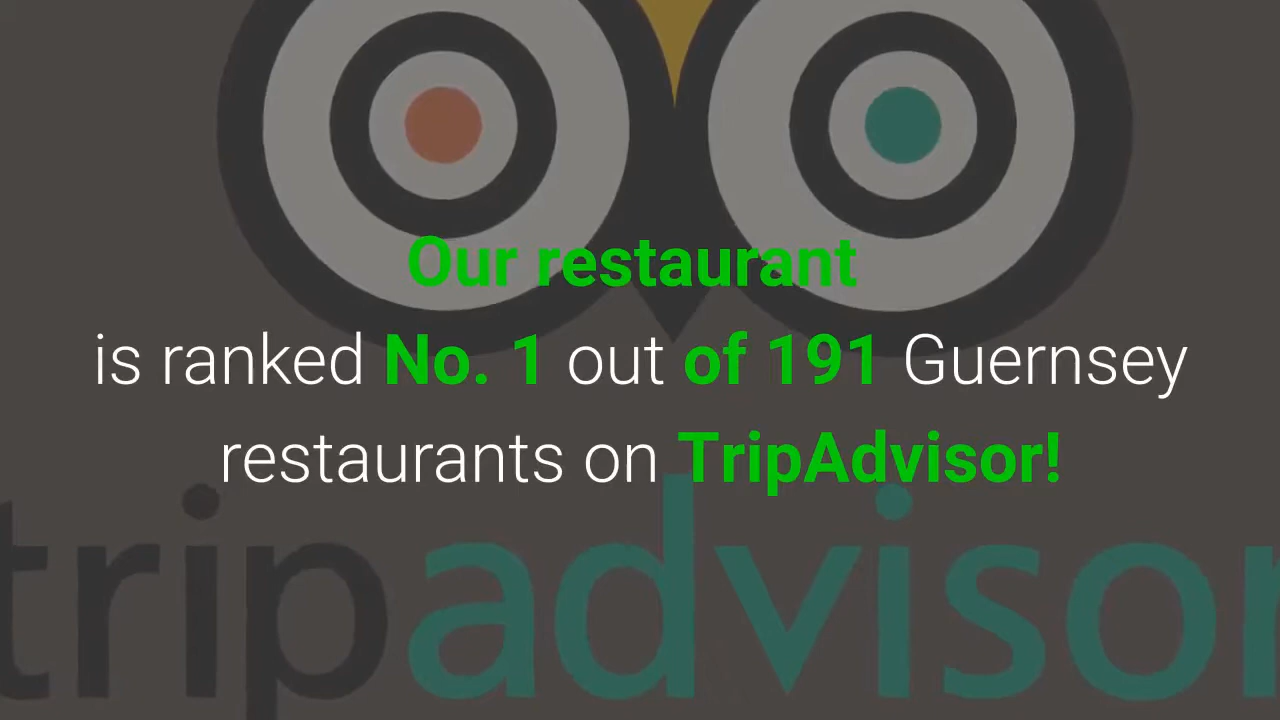 Our restaurant
is ranked No. 1 out of 191 Guernsey
restaurants on TripAdvisor!
tripadvisor